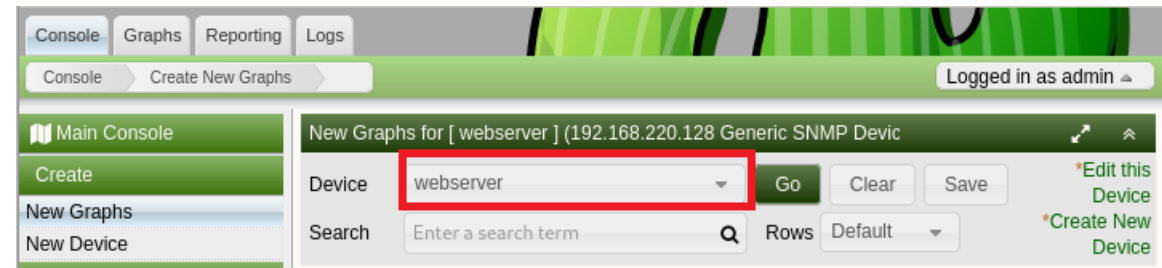 Console Graphs Reporting Logs
Console Create New Graphs
Logged in as admin
Main Console
Create
New Graphs
New Device
New Graphs for [ webserver ] (192.168.220.128 Generic SNMP Devic
Device webserver Go Clear Save
*Edit this
Device
Search Enter a search term Rows Default
*Create New
Device